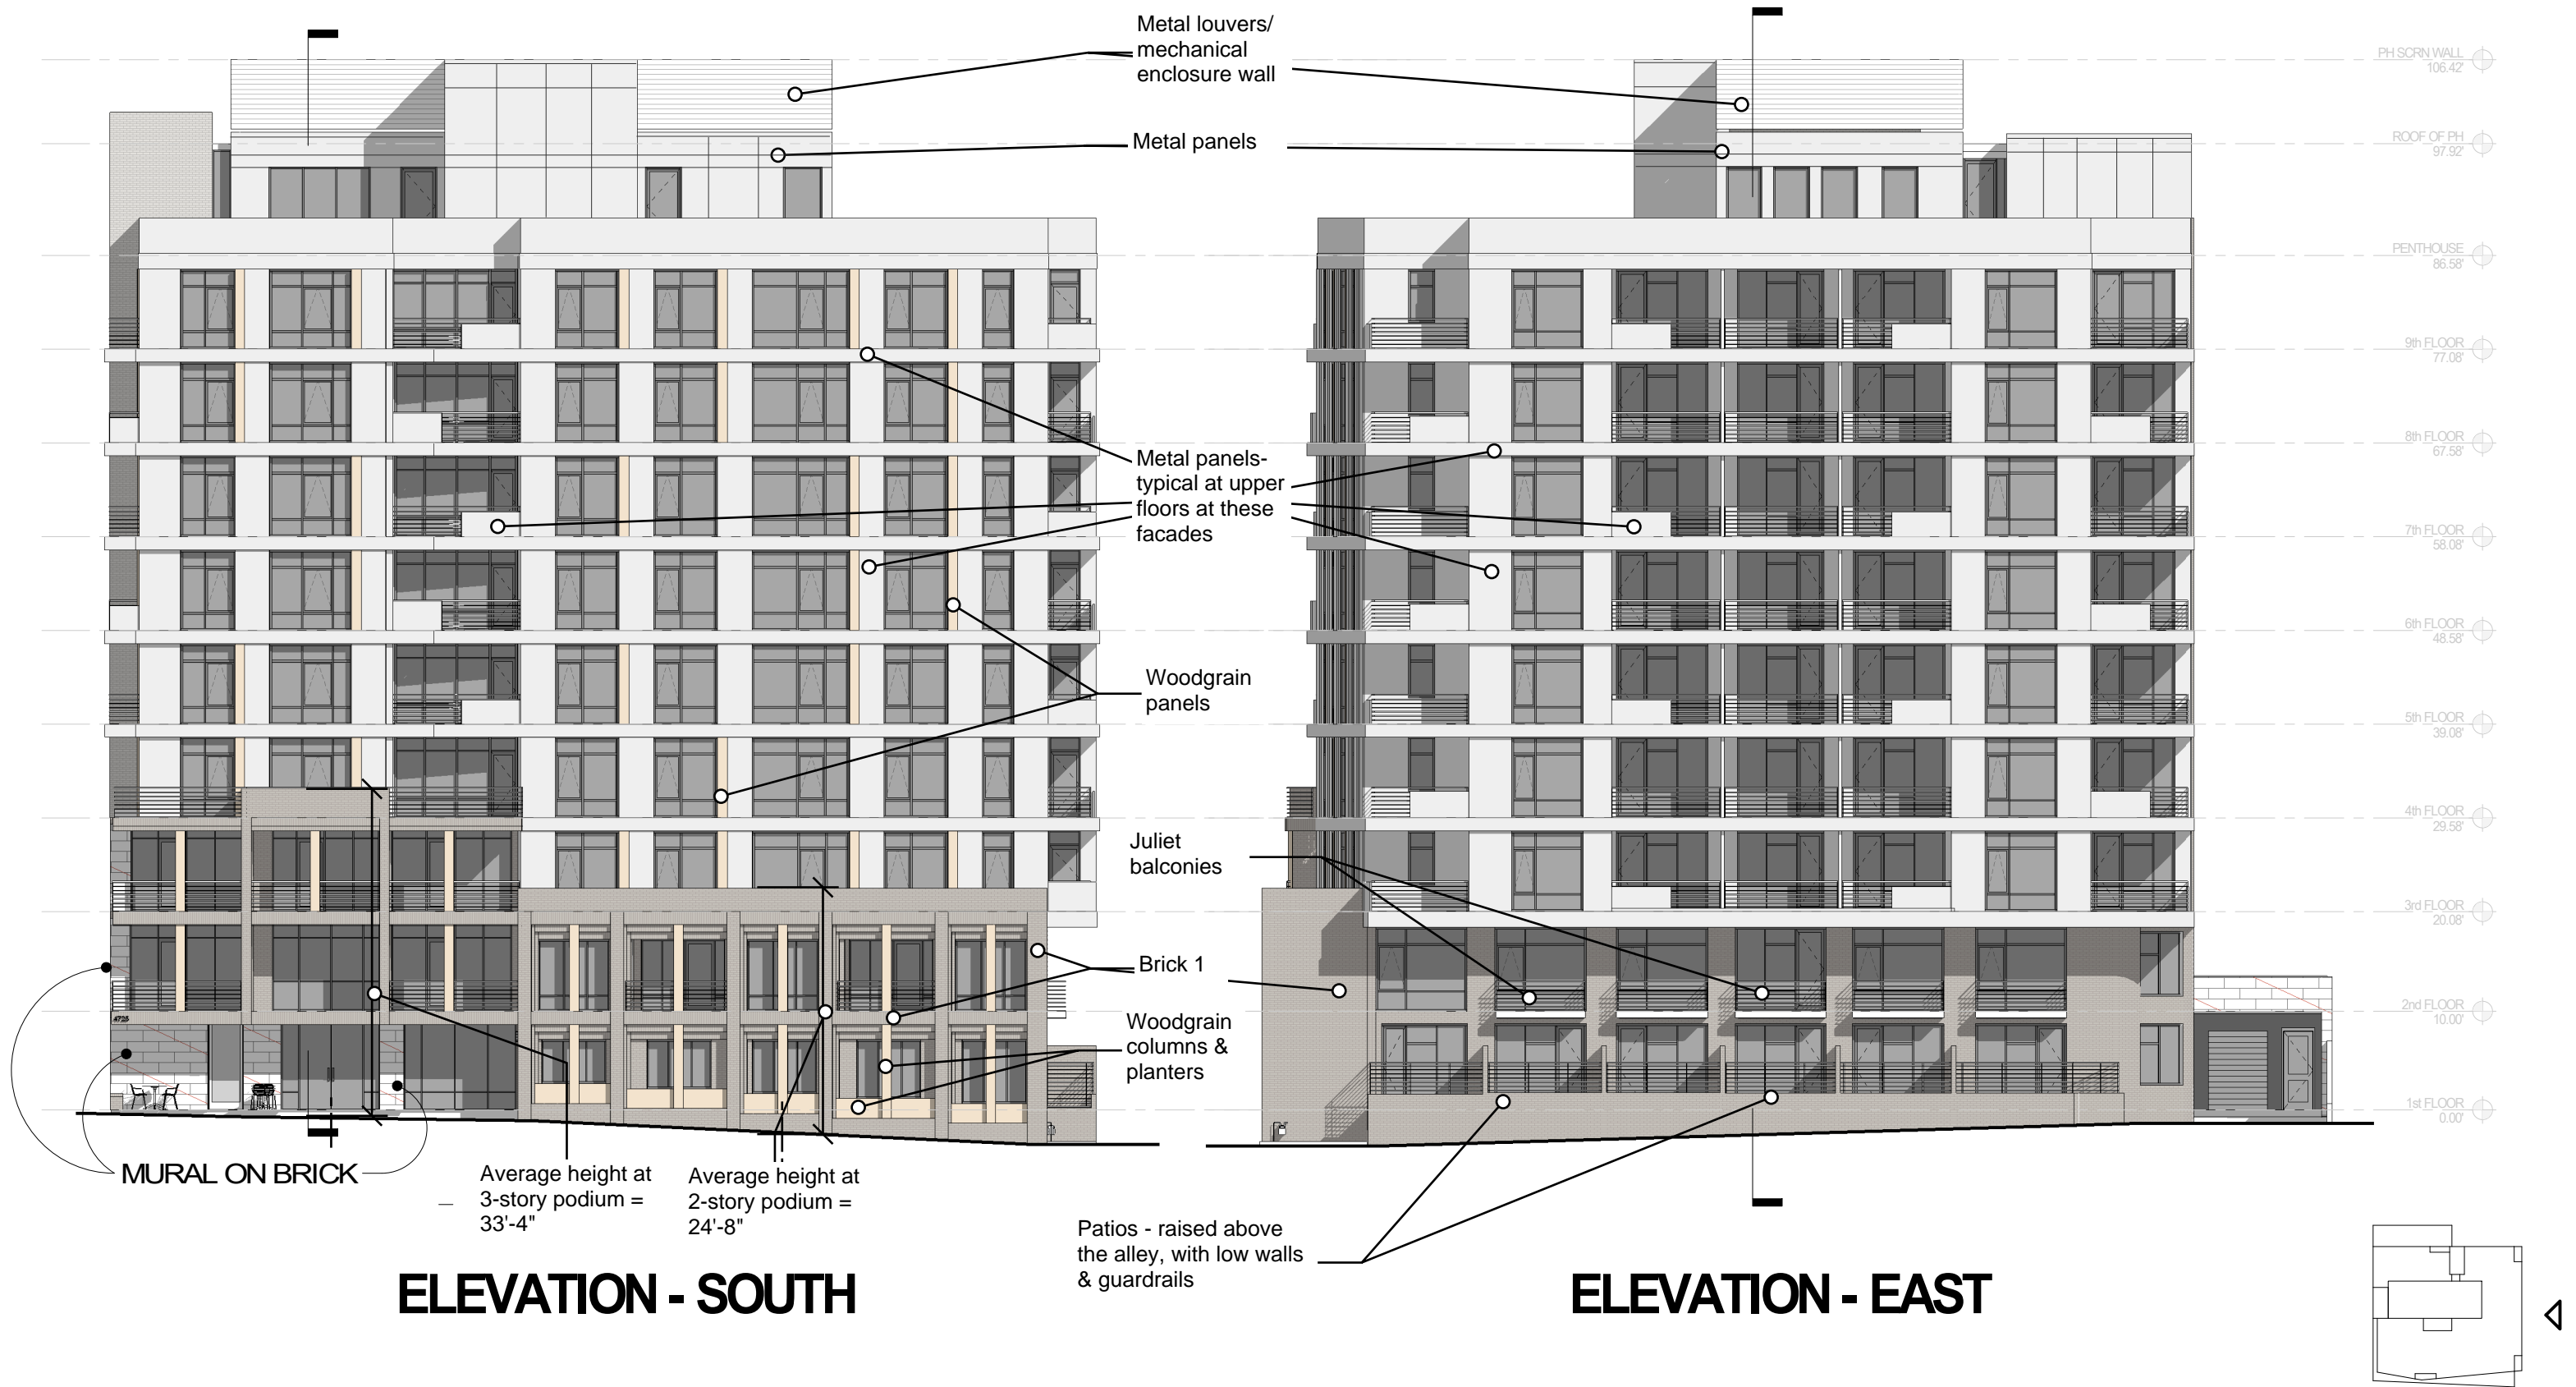 Metal louvers/
mechanical
enclosure wall
Metal panels
Metal panels-
typical at upper
floors at these
facades
Woodgrain
panels
Juliet
balconies
Brick 1
Woodgrain
columns &
planters
PH SCRN WALL
106.42'
ROOF OF PH
97.92'
PENTHOUSE
86.58'
9th FLOOR
77.08'
8th FLOOR
67.58'
7th FLOOR
58.08'
6th FLOOR
48.58'
5th FLOOR
39.08'
4th FLOOR
29.58'
3rd FLOOR
20.08'
2nd FLOOR
10.00'
1st FLOOR
0.00'
4725
MURAL ON BRICK
Average height at
3-story podium =
33'-4"
Average height at
2-story podium =
24'-8"
Patios - raised above
the alley, with low walls
& guardrails
ELEVATION - SOUTH
ELEVATION - EAST